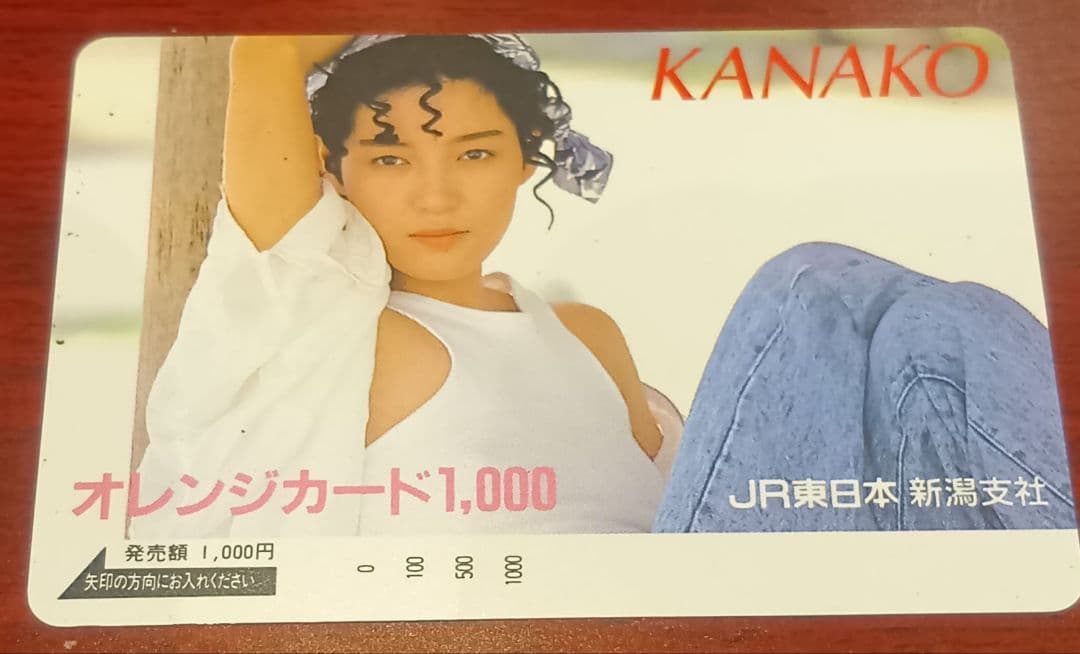 KANAKO
オレンジカード1,000
JR東日本 新潟支社
発売額 1,000円
矢印の方向にお入れください
0 100 500 1000